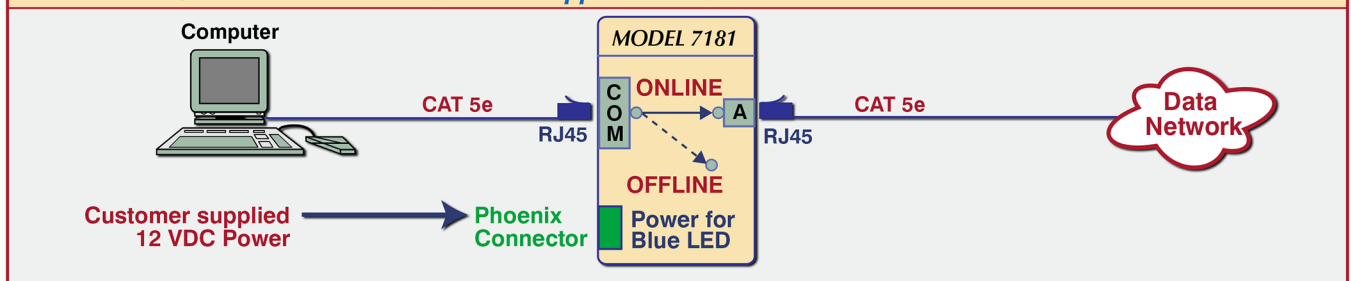 Computer
MODEL 7181
CAT 5e
RJ45
COM
ONLINE
A
OFFLINE
RJ45
CAT 5e
Data
Network
Customer supplied
12 VDC Power
Phoenix
Connector
Power for
Blue LED